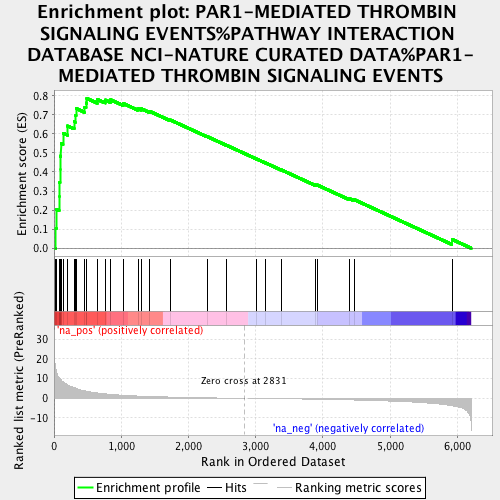 Enrichment plot: PAR1-MEDIATED THROMBIN
SIGNALING EVENTS%PATHWAY INTERACTION
DATABASE NCI-NATURE CURATED DATA%PAR1-
MEDIATED THROMBIN SIGNALING EVENTS
Enrichment score (ES)
0.8
0.7
0.6
0.5
0.4
0.3
0.2
0.1
0.0
'na_pos' (positively correlated)
Ranked list metric (PreRanked)
30
20
10
0
-10
Zero cross at 2831
'na_neg' (negatively correlated)
0
1,000
2,000
3,000
4,000
5,000
6,000
Rank in Ordered Dataset
Enrichment profile
Hits
Ranking metric scores